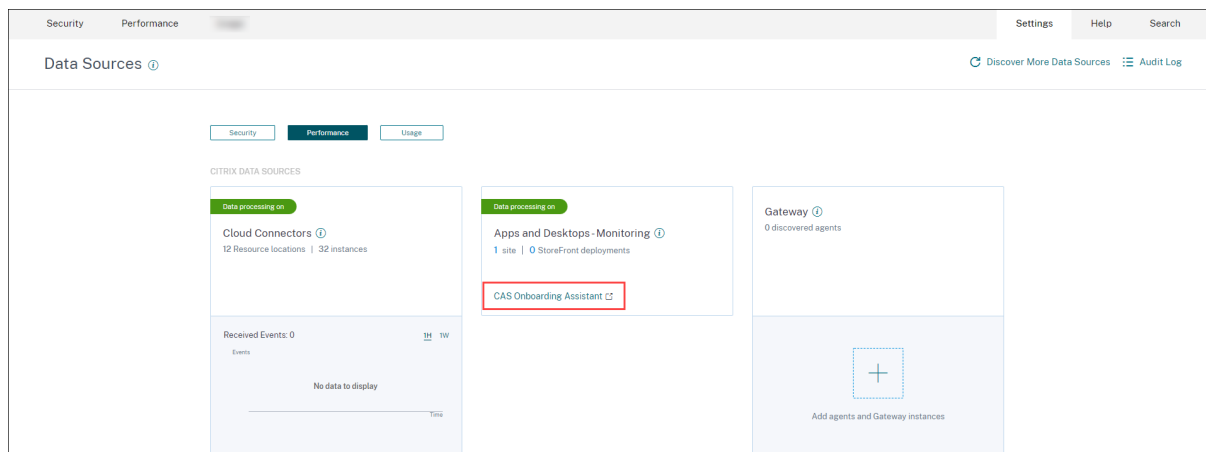 Security Performance Settings Help Search
Data Sources Discover More Data Sources Audit Log
Security Performance Usage
CITRIX DATA SOURCES
Data processing on
Cloud Connectors
12 Resource locations | 32 instances
Received Events: 0 1H 1W
Events
No data to display
Time
Data processing on
Apps and Desktops - Monitoring
1 site | 0 StoreFront deployments
CAS Onboarding Assistant
Gateway
0 discovered agents
Add agents and Gateway instances